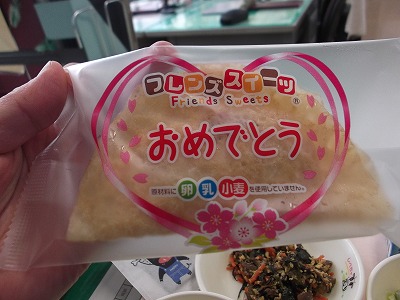 フレンズスイーツ
Friends Sweets ®
おめでとう
原材料に 卵 乳 小麦 を使用していません。